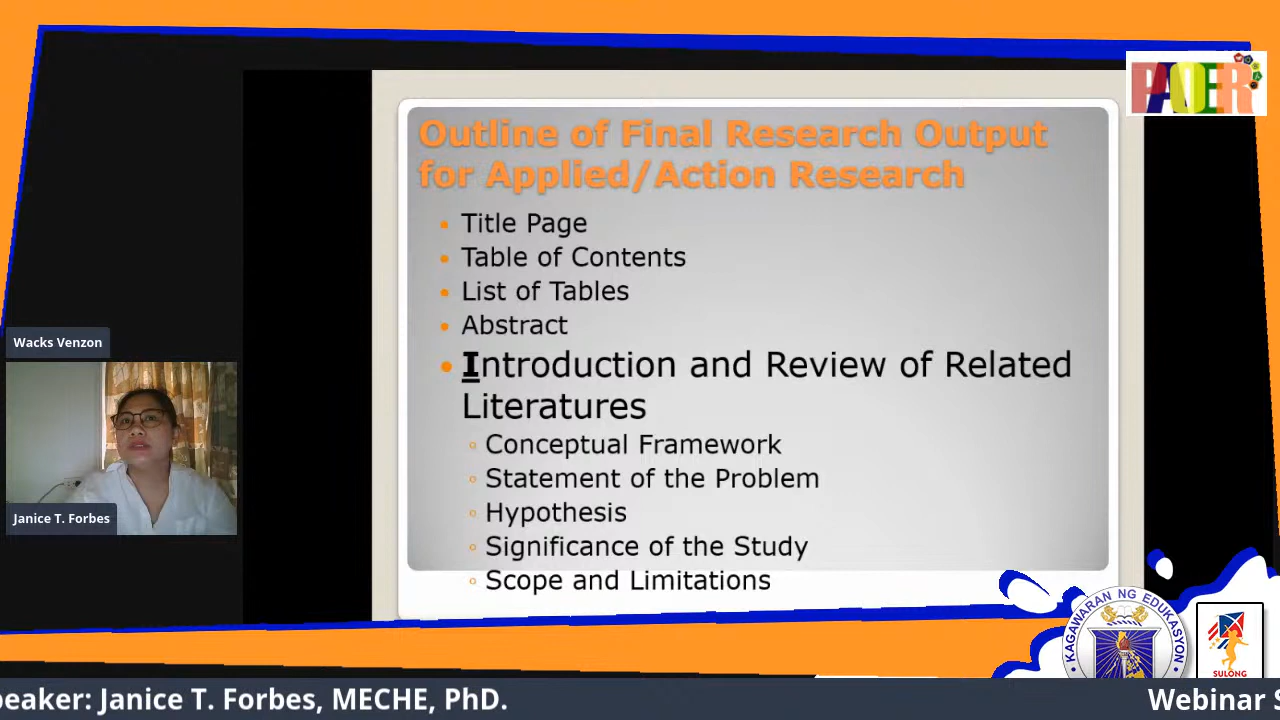 PAOER
Outline of Final Research Output
for Applied/Action Research
Title Page
Table of Contents
List of Tables
Abstract
Introduction and Review of Related
Literatures
Conceptual Framework
Statement of the Problem
Hypothesis
Significance of the Study
Scope and Limitations
Wacks Venzon
Janice T. Forbes
KAGAWARAN NG EDUKASYON
SULONG
peaker: Janice T. Forbes, MECHE, PhD.
Webinar S